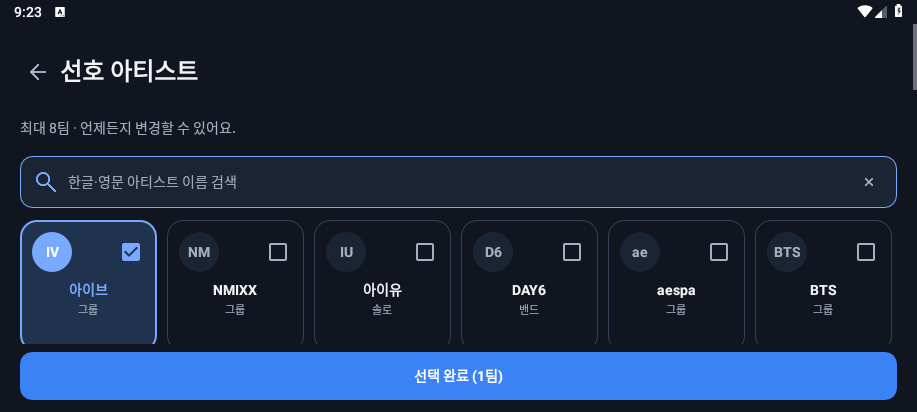 9:23 A
선호 아티스트
최대 8팀 · 언제든지 변경할 수 있어요.
한글·영문 아티스트 이름 검색
IV NM IU D6 ae BTS
아이브 NMIXX 아이유 DAY6 aespa BTS
그룹 그룹 솔로 밴드 그룹 그룹
선택 완료 (1팀)